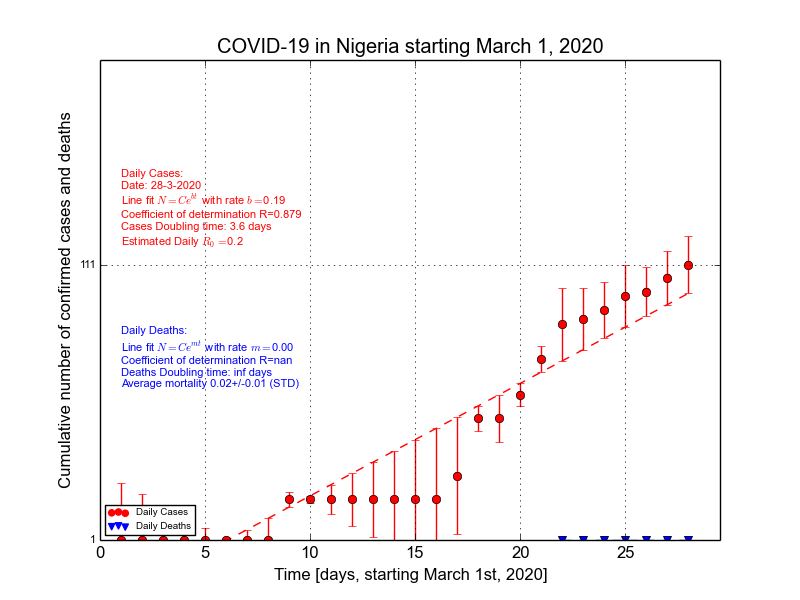 COVID-19 in Nigeria starting March 1, 2020
Cumulative number of confirmed cases and deaths
Daily Cases:
Date: 28-3-2020
Line fit N = Ce^{bt} with rate b =0.19
Coefficient of determination R=0.879
Cases Doubling time: 3.6 days
Estimated Daily R_0 =0.2
111
Daily Deaths:
Line fit N = Ce^{mt} with rate m =0.00
Coefficient of determination R=nan
Deaths Doubling time: inf days
Average mortality 0.02+/-0.01 (STD)
Daily Cases
Daily Deaths
1
0 5 10 15 20 25
Time [days, starting March 1st, 2020]